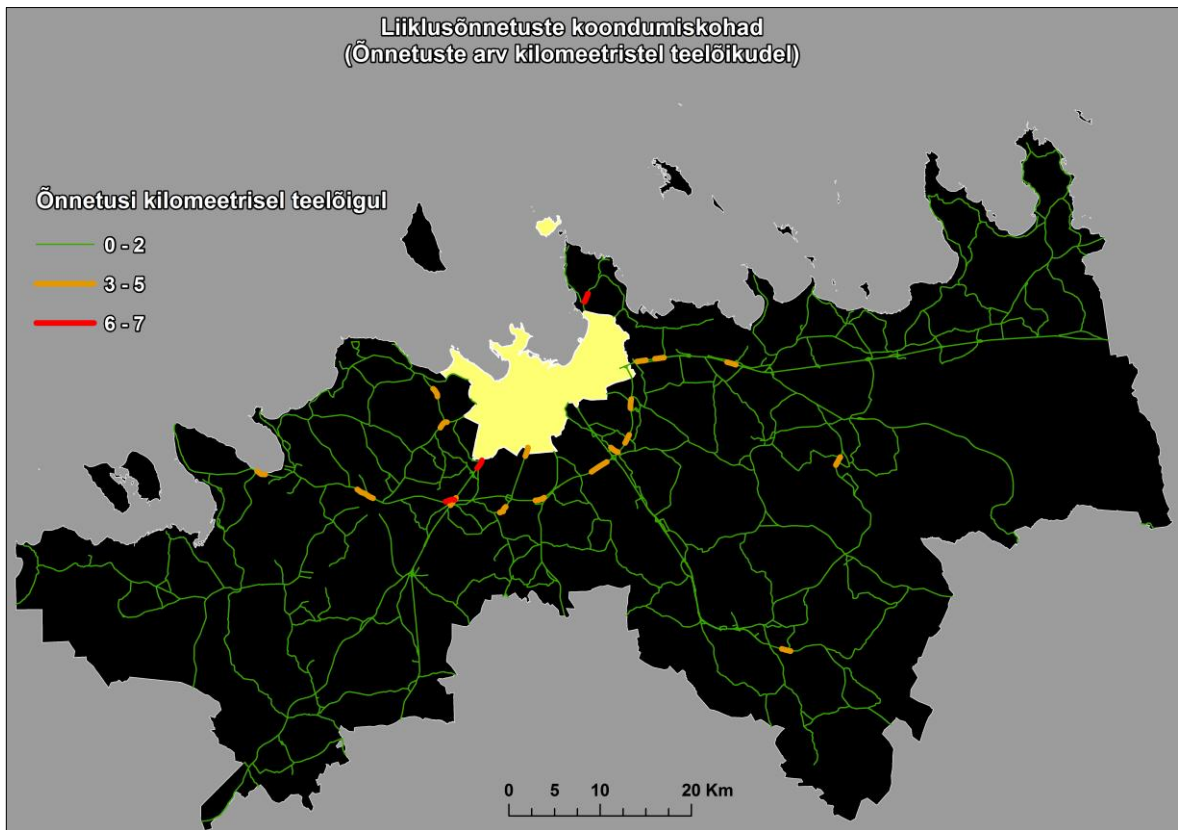 Liiklusõnnetuste koondumiskohad
(Õnnetuste arv kilomeetristel teelõikudel)
Õnnetusi kilomeetrisel teelõigul
0 - 2
3 - 5
6 - 7
0 5 10 20 Km